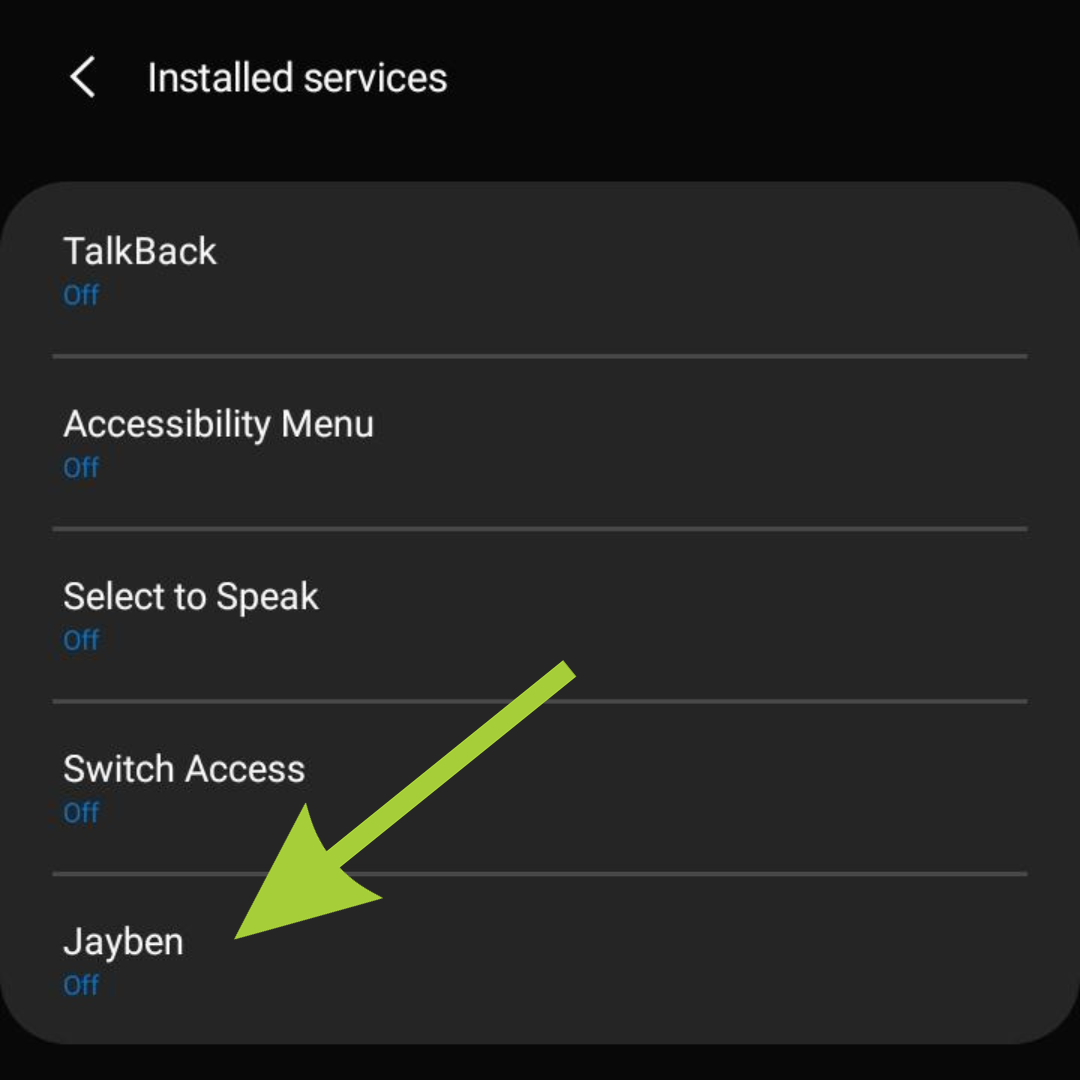 Installed services
TalkBack
Off
Accessibility Menu
Off
Select to Speak
Off
Switch Access
Off
Jayben
Off